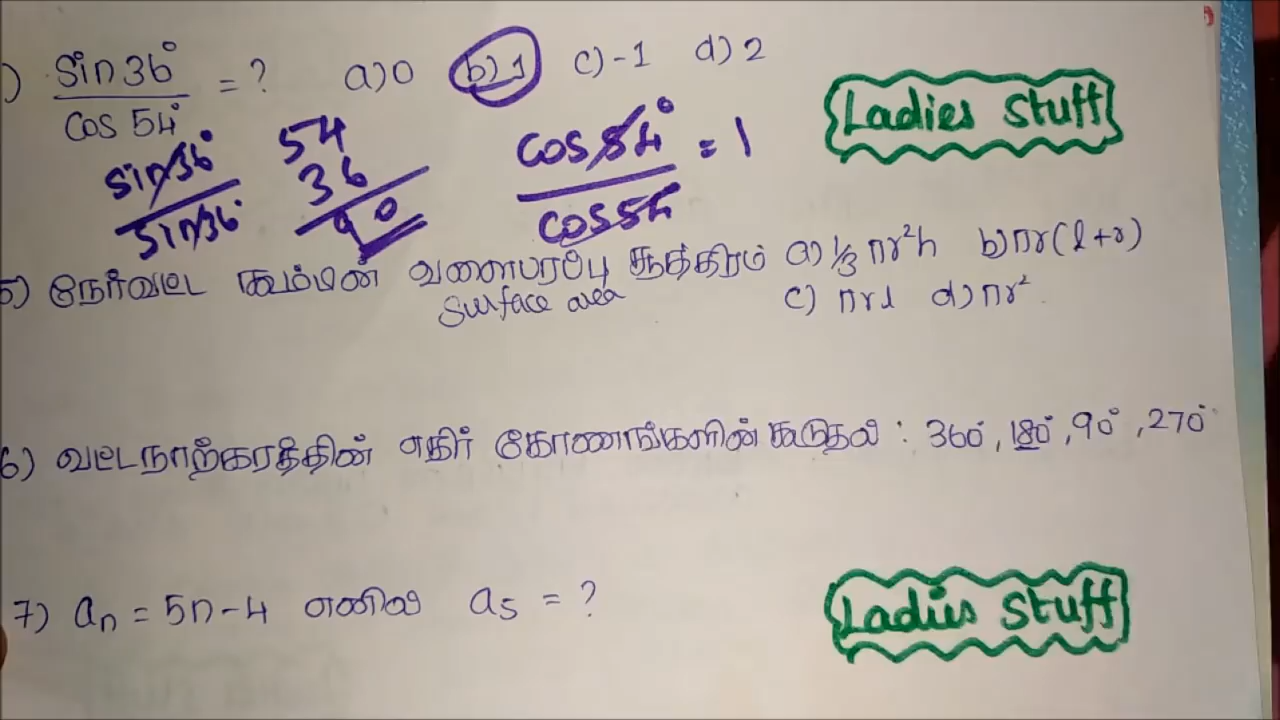 ) sin36° = ? a) 0 b) 1 c) -1 d) 2
cos 54°
Ladies Stuff
sin36° 54 cos54° = 1
sin36° 36 cos54
90
5) நேர்வட்ட கூம்பின் வளைபரப்பு சூத்திரம் a) 1/3 πr²h b) πr(l+r)
surface area c) πrl d) πr²
6) வட்டநாற்கரத்தின் எதிர் கோணங்களின் கூடுதல் : 360°, 180°, 90°, 270°
7) aₙ = 5n-4 எனில் a₅ = ?
Ladies Stuff